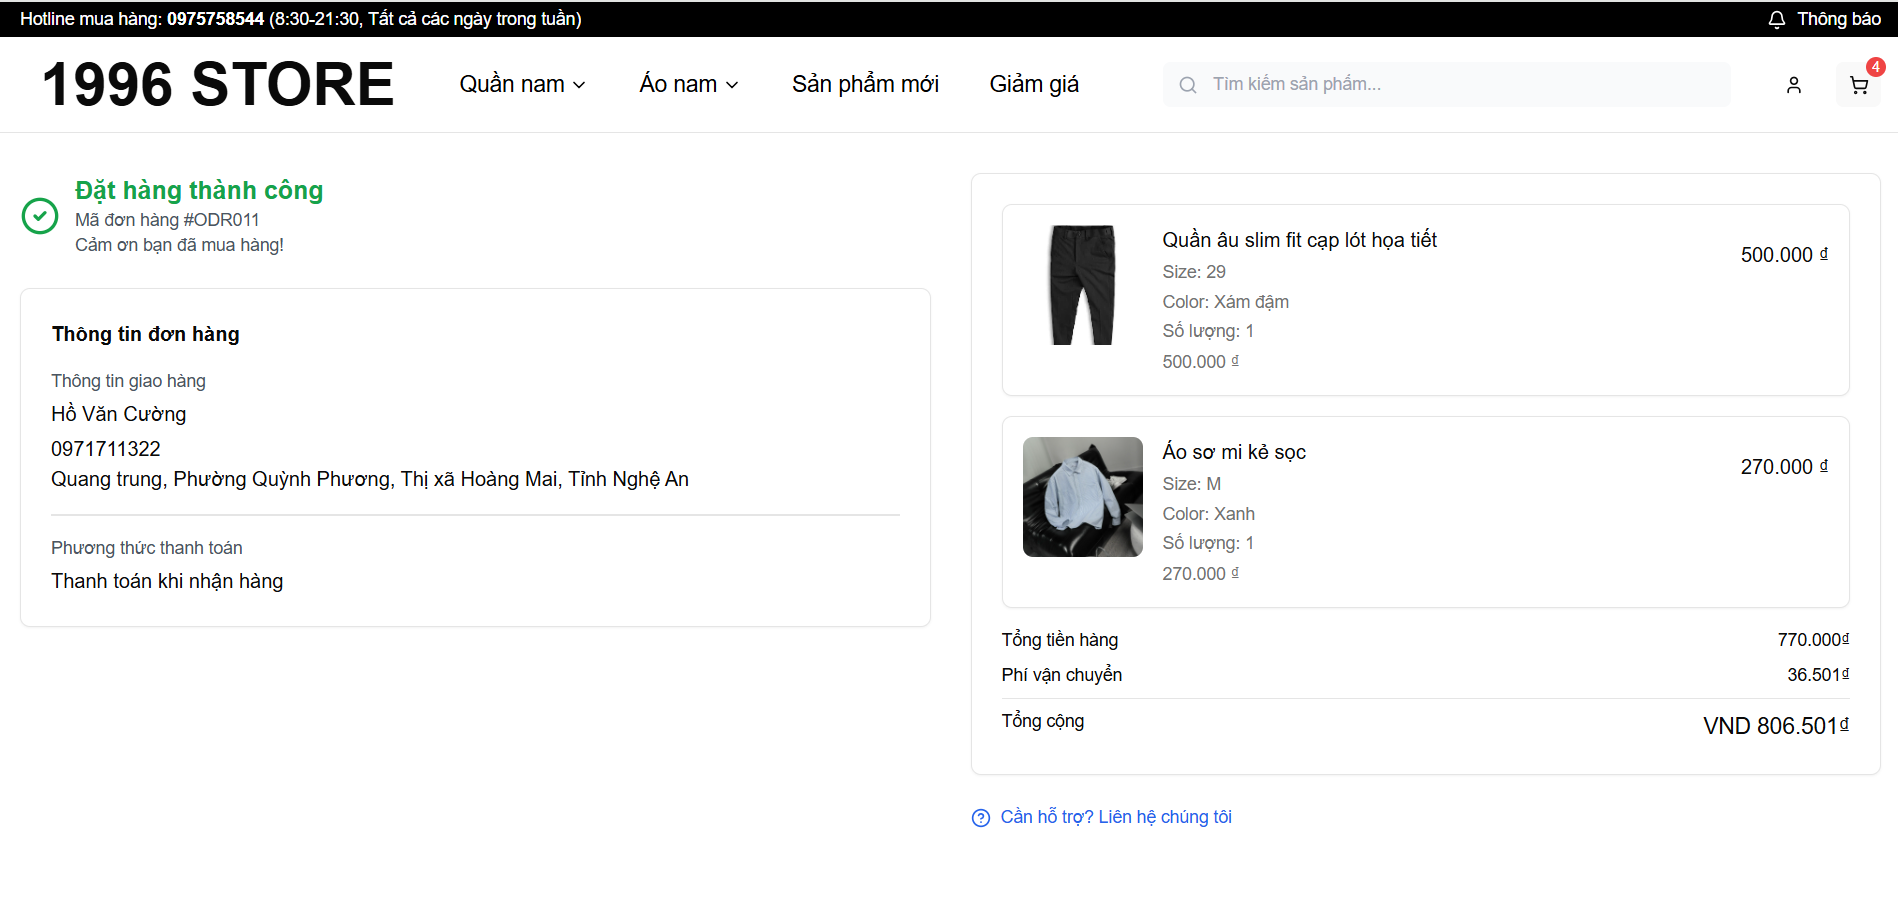 Hotline mua hàng: 0975758544 (8:30-21:30, Tất cả các ngày trong tuần)
Thông báo
1996 STORE
Quần nam
Áo nam
Sản phẩm mới
Giảm giá
Tìm kiếm sản phẩm...
4
Đặt hàng thành công
Mã đơn hàng #ODR011
Cảm ơn bạn đã mua hàng!
Thông tin đơn hàng
Thông tin giao hàng
Hồ Văn Cường
0971711322
Quang trung, Phường Quỳnh Phương, Thị xã Hoàng Mai, Tỉnh Nghệ An
Phương thức thanh toán
Thanh toán khi nhận hàng
Quần âu slim fit cạp lót họa tiết
500.000 ₫
Size: 29
Color: Xám đậm
Số lượng: 1
500.000 ₫
Áo sơ mi kẻ sọc
270.000 ₫
Size: M
Color: Xanh
Số lượng: 1
270.000 ₫
Tổng tiền hàng 770.000₫
Phí vận chuyển 36.501₫
Tổng cộng VND 806.501₫
Cần hỗ trợ? Liên hệ chúng tôi